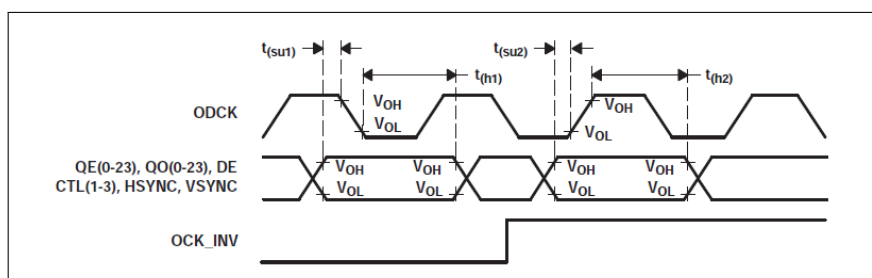 t(su1)
t(su2)
t(h1)
t(h2)
ODCK
VOH
VOL
VOH
VOL
QE(0-23), QO(0-23), DE
CTL(1-3), HSYNC, VSYNC
VOH
VOH
VOH
VOH
VOL
VOL
VOL
VOL
OCK_INV